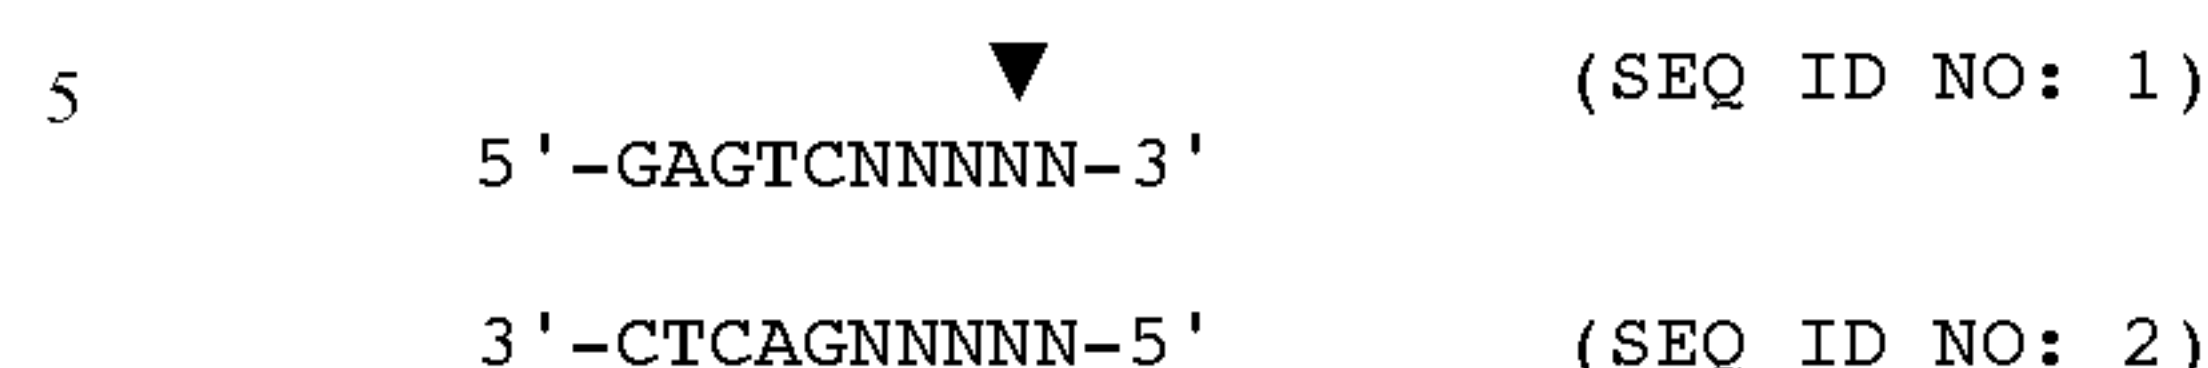 5 ▼ (SEQ ID NO: 1)
5'-GAGTCNNNNN-3'
3'-CTCAGNNNNN-5' (SEQ ID NO: 2)